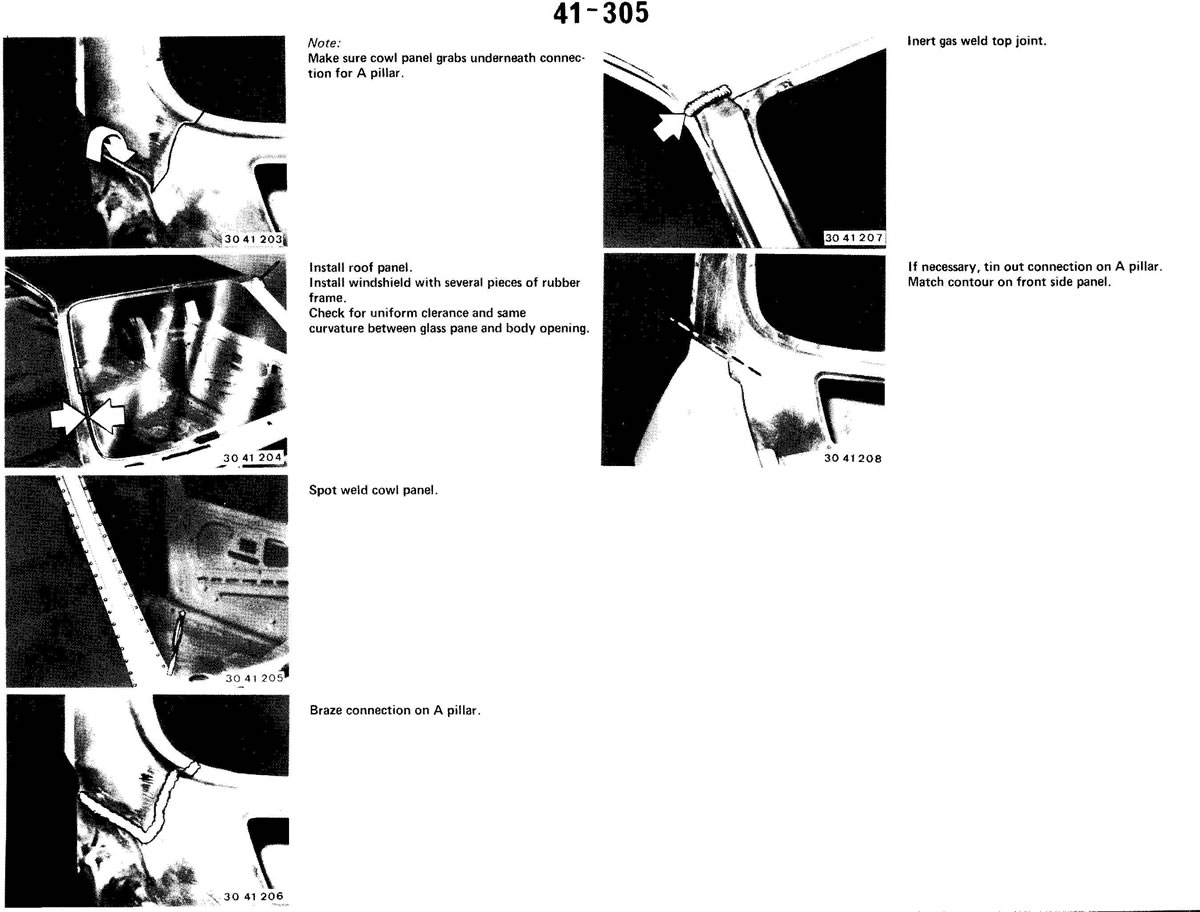 41-305
Note:
Make sure cowl panel grabs underneath connec-
tion for A pillar.
30 41 203
Install roof panel.
Install windshield with several pieces of rubber
frame.
Check for uniform clerance and same
curvature between glass pane and body opening.
30 41 204
Spot weld cowl panel.
30 41 205
Braze connection on A pillar.
30 41 206
Inert gas weld top joint.
30 41 207
If necessary, tin out connection on A pillar.
Match contour on front side panel.
30 41 208